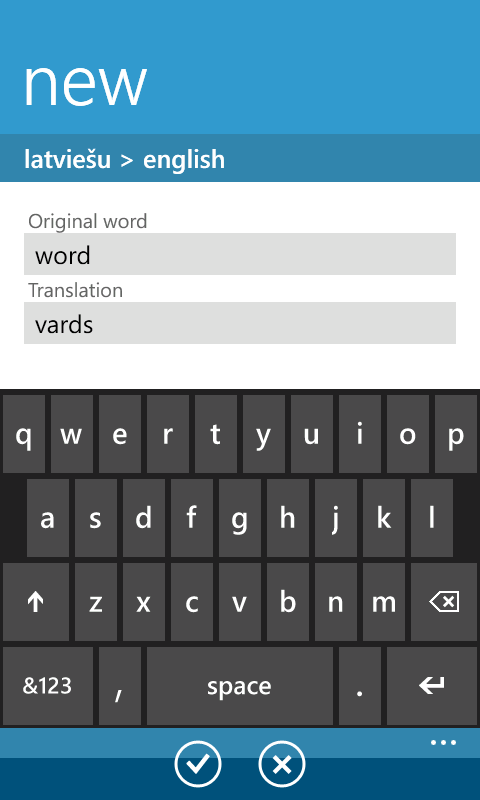 new
latviešu > english
Original word
word
Translation
vards
q w e r t y u i o p
a s d f g h j k l
z x c v b n m
&123 , space .